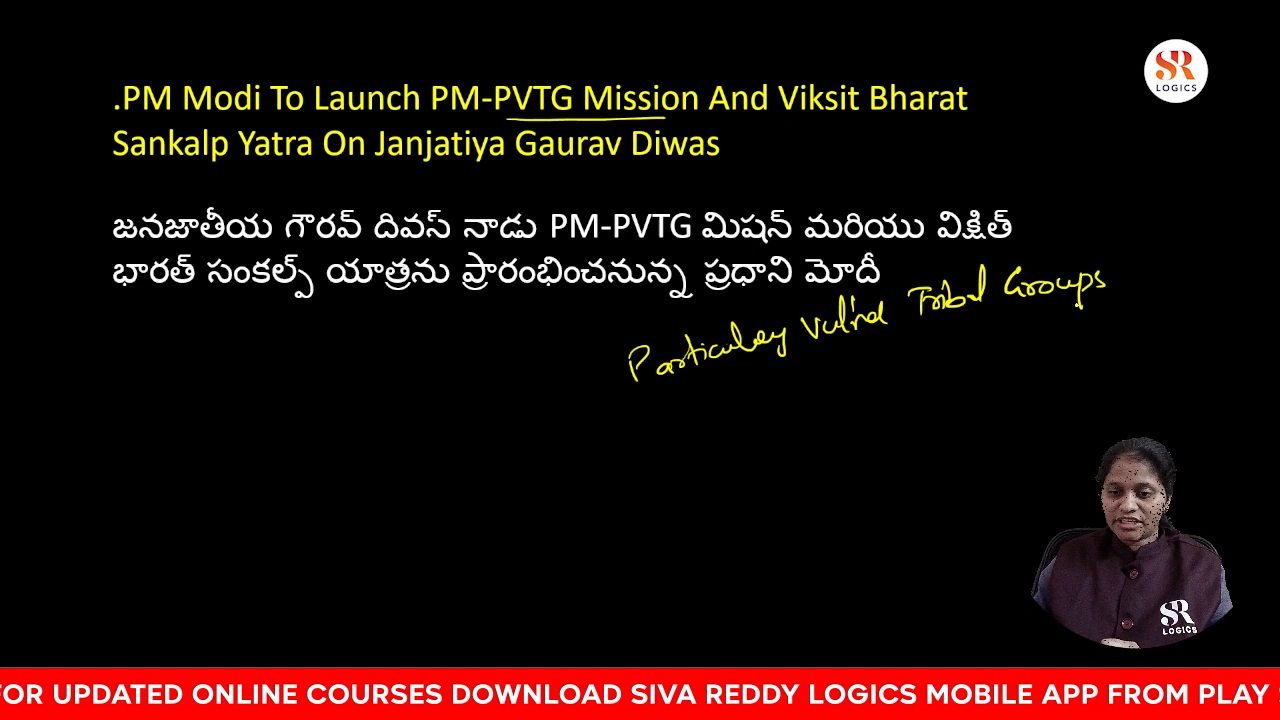 SR
LOGICS
.PM Modi To Launch PM-PVTG Mission And Viksit Bharat
Sankalp Yatra On Janjatiya Gaurav Diwas
జనజాతీయ గౌరవ్ దివస్ నాడు PM-PVTG మిషన్ మరియు విక్షిత్
భారత్ సంకల్ప్ యాత్రను ప్రారంభించనున్న ప్రధాని మోదీ
Tribal Groups
SR
LOGICS
FOR UPDATED ONLINE COURSES DOWNLOAD SIVA REDDY LOGICS MOBILE APP FROM PLAY